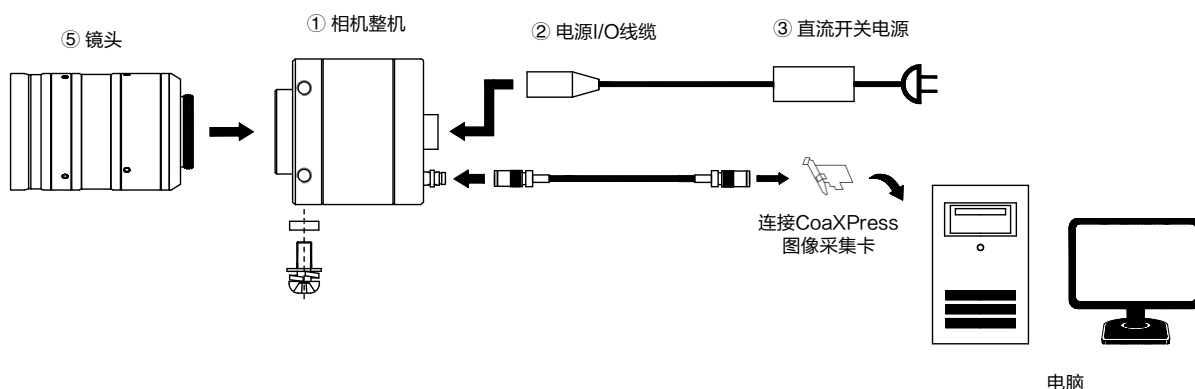 ⑤ 镜头
① 相机整机
② 电源I/O线缆
③ 直流开关电源
连接CoaXPress
图像采集卡
电脑